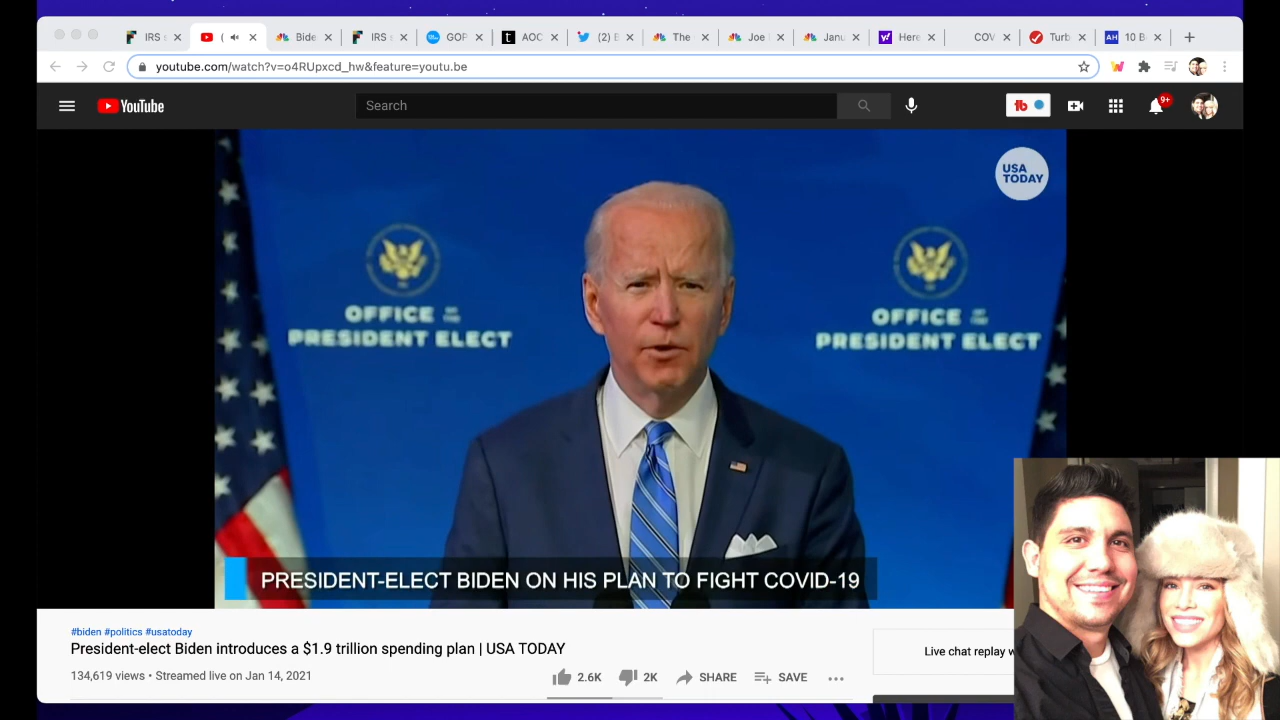 IRS
(
Bide
IRS
GOP
AOC
(2) E
The
Joe
Janu
Here
COV
Turb
10 B
youtube.com/watch?v=o4RUpxcd_hw&feature=youtu.be
YouTube
Search
9+
USA
TODAY
OFFICE OF THE
PRESIDENT ELECT
OFFICE OF THE
PRESIDENT ELECT
PRESIDENT-ELECT BIDEN ON HIS PLAN TO FIGHT COVID-19
#biden #politics #usatoday
President-elect Biden introduces a $1.9 trillion spending plan | USA TODAY
134,619 views • Streamed live on Jan 14, 2021
2.6K
2K
SHARE
SAVE
Live chat replay w